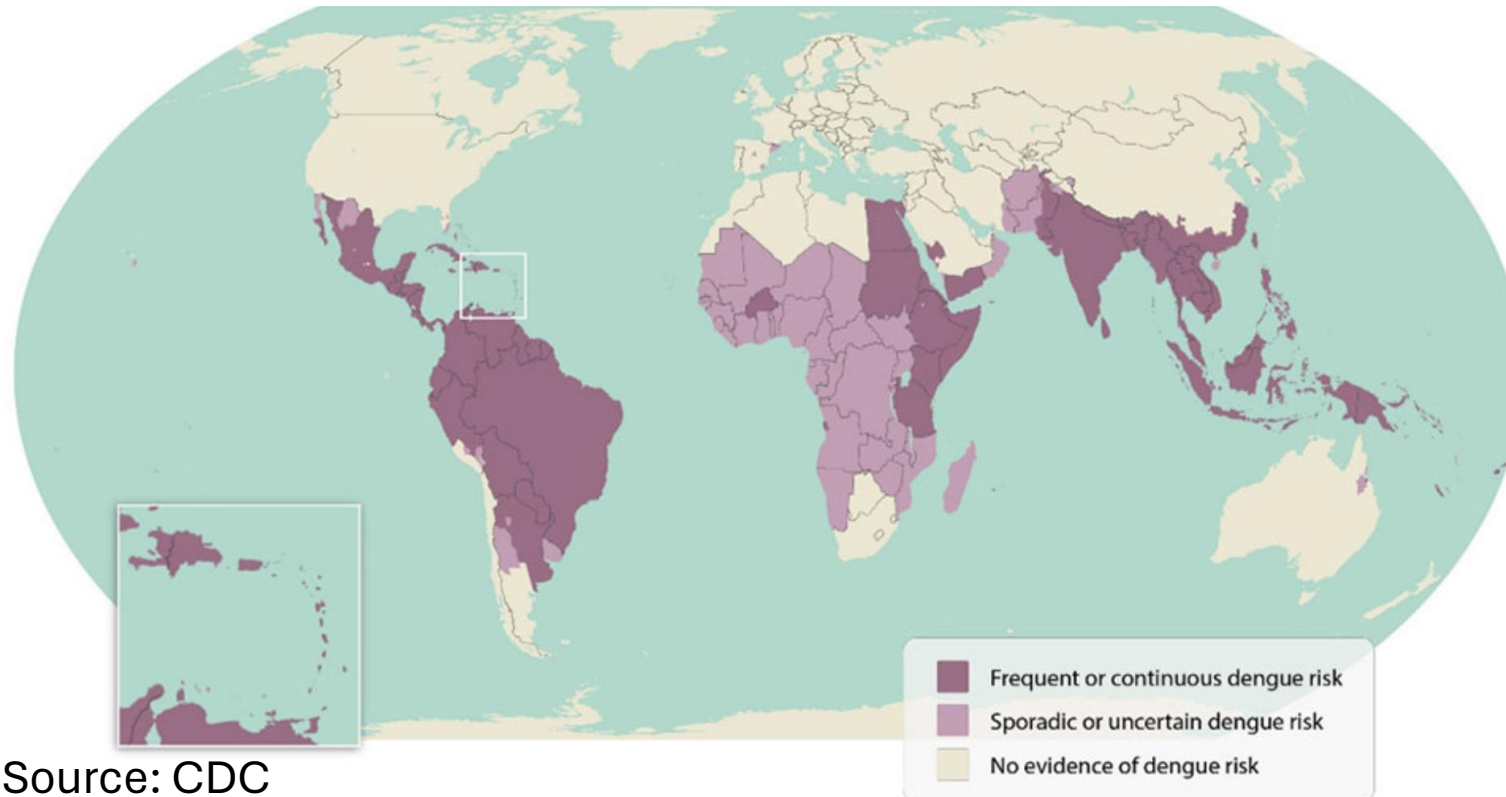 Frequent or continuous dengue risk
Sporadic or uncertain dengue risk
No evidence of dengue risk
Source: CDC